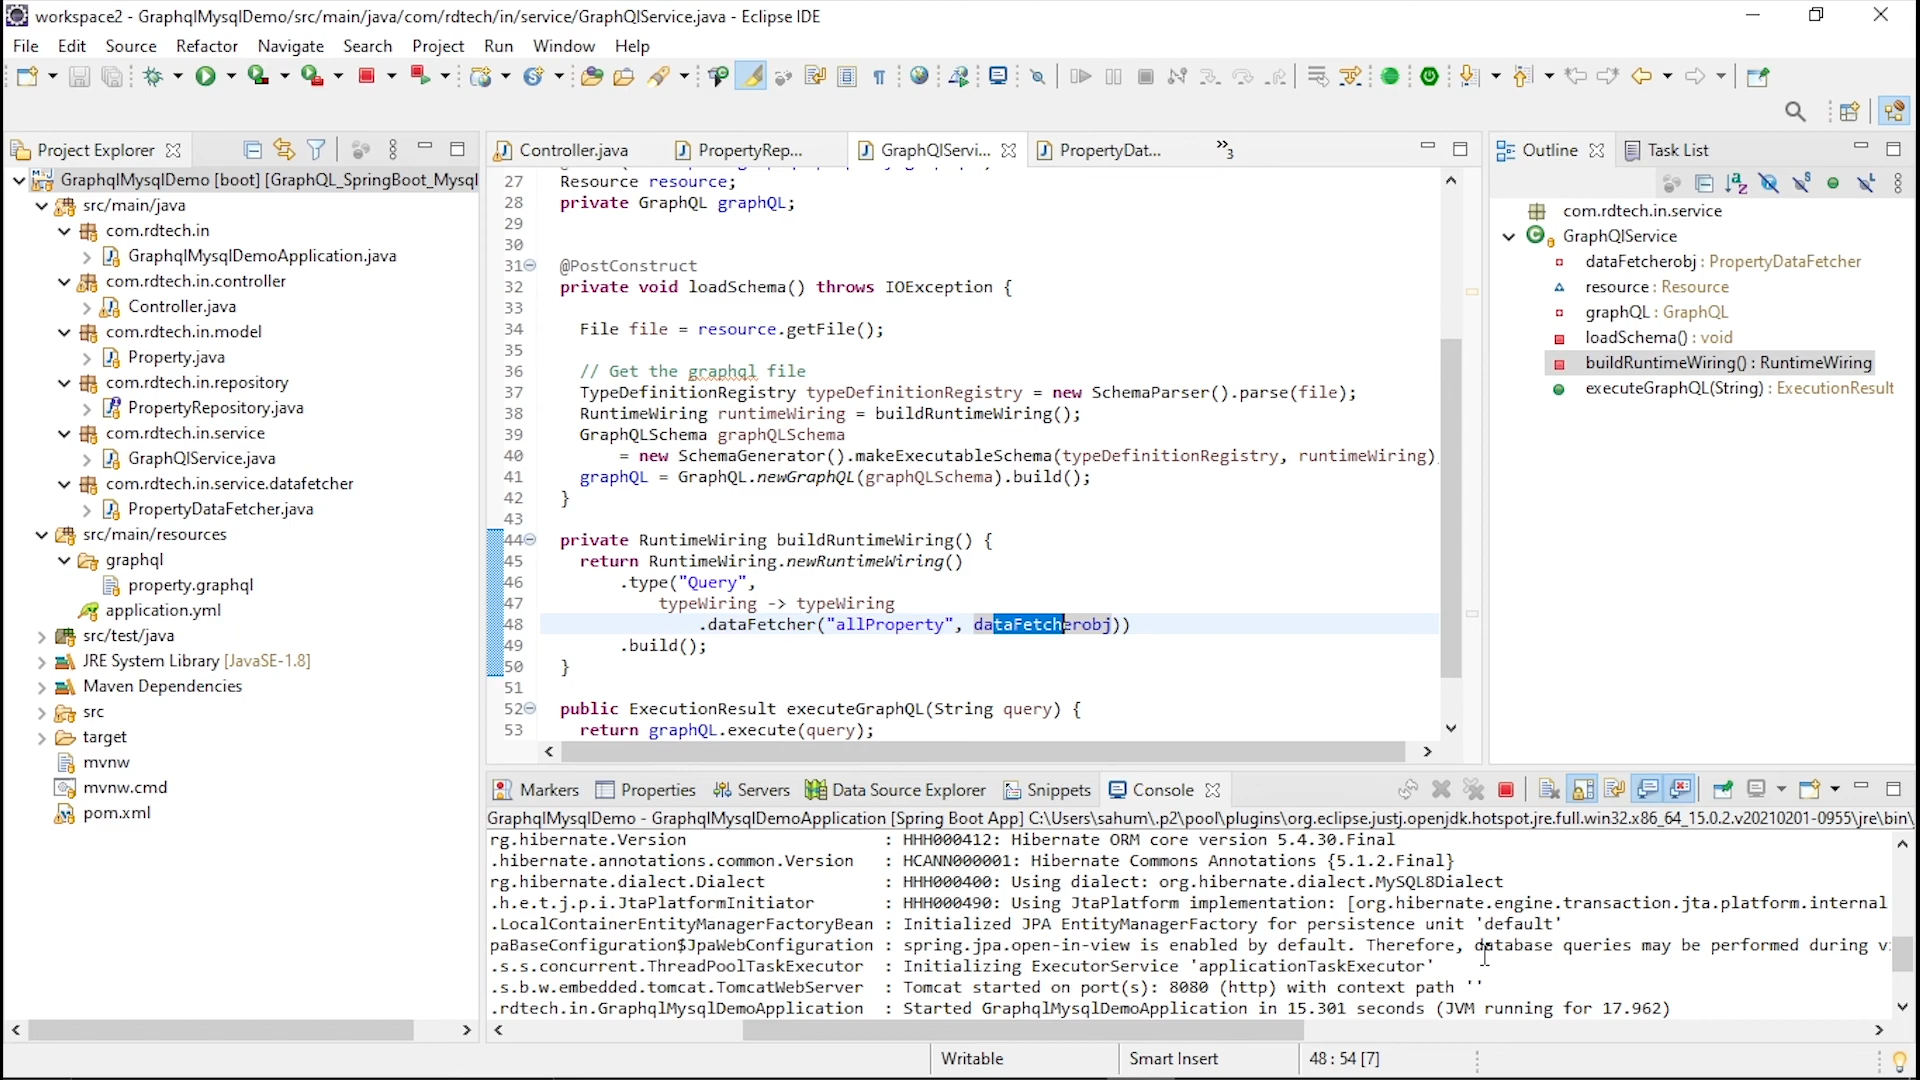 workspace2 - GraphqlMysqlDemo/src/main/java/com/rdtech/in/service/GraphQlService.java - Eclipse IDE
File Edit Source Refactor Navigate Search Project Run Window Help
Project Explorer
GraphqlMysqlDemo [boot] [GraphQL_SpringBoot_Mysql
src/main/java
com.rdtech.in
GraphqlMysqlDemoApplication.java
com.rdtech.in.controller
Controller.java
com.rdtech.in.model
Property.java
com.rdtech.in.repository
PropertyRepository.java
com.rdtech.in.service
GraphQlService.java
com.rdtech.in.service.datafetcher
PropertyDataFetcher.java
src/main/resources
graphql
property.graphql
application.yml
src/test/java
JRE System Library [JavaSE-1.8]
Maven Dependencies
src
target
mvnw
mvnw.cmd
pom.xml
Controller.java PropertyRep... GraphQlServi... PropertyDat... »3
27 Resource resource;
28 private GraphQL graphQL;
29
30
31 @PostConstruct
32 private void loadSchema() throws IOException {
33
34 File file = resource.getFile();
35
36 // Get the graphql file
37 TypeDefinitionRegistry typeDefinitionRegistry = new SchemaParser().parse(file);
38 RuntimeWiring runtimeWiring = buildRuntimeWiring();
39 GraphQLSchema graphQLSchema
40 = new SchemaGenerator().makeExecutableSchema(typeDefinitionRegistry, runtimeWiring)
41 graphQL = GraphQL.newGraphQL(graphQLSchema).build();
42 }
43
44 private RuntimeWiring buildRuntimeWiring() {
45 return RuntimeWiring.newRuntimeWiring()
46 .type("Query",
47 typeWiring -> typeWiring
48 .dataFetcher("allProperty", dataFetcherobj))
49 .build();
50 }
51
52 public ExecutionResult executeGraphQL(String query) {
53 return graphQL.execute(query);
Outline Task List
com.rdtech.in.service
GraphQlService
dataFetcherobj : PropertyDataFetcher
resource : Resource
graphQL : GraphQL
loadSchema() : void
buildRuntimeWiring() : RuntimeWiring
executeGraphQL(String) : ExecutionResult
Markers Properties Servers Data Source Explorer Snippets Console
GraphqlMysqlDemo - GraphqlMysqlDemoApplication [Spring Boot App] C:\Users\sahum\.p2\pool\plugins\org.eclipse.justj.openjdk.hotspot.jre.full.win32.x86_64_15.0.2.v20210201-0955\jre\bin\
rg.hibernate.Version : HHH000412: Hibernate ORM core version 5.4.30.Final
.hibernate.annotations.common.Version : HCANN000001: Hibernate Commons Annotations {5.1.2.Final}
rg.hibernate.dialect.Dialect : HHH000400: Using dialect: org.hibernate.dialect.MySQL8Dialect
.h.e.t.j.p.i.JtaPlatformInitiator : HHH000490: Using JtaPlatform implementation: [org.hibernate.engine.transaction.jta.platform.internal
.LocalContainerEntityManagerFactoryBean : Initialized JPA EntityManagerFactory for persistence unit 'default'
paBaseConfiguration$JpaWebConfiguration : spring.jpa.open-in-view is enabled by default. Therefore, database queries may be performed during v
.s.s.concurrent.ThreadPoolTaskExecutor : Initializing ExecutorService 'applicationTaskExecutor'
.s.b.w.embedded.tomcat.TomcatWebServer : Tomcat started on port(s): 8080 (http) with context path ''
.rdtech.in.GraphqlMysqlDemoApplication : Started GraphqlMysqlDemoApplication in 15.301 seconds (JVM running for 17.962)
Writable Smart Insert 48 : 54 [7]